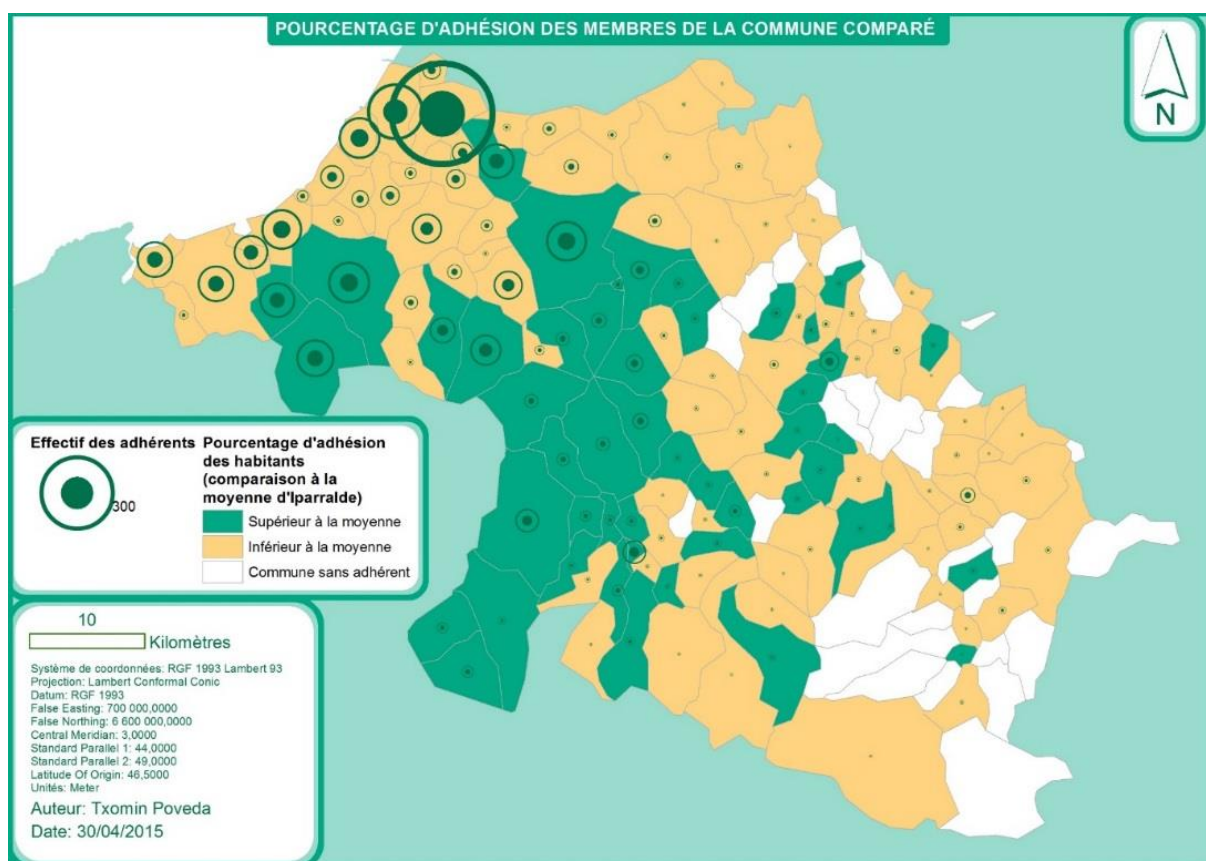 POURCENTAGE D'ADHÉSION DES MEMBRES DE LA COMMUNE COMPARÉ
N
Effectif des adhérents
300
Pourcentage d'adhésion
des habitants
(comparaison à la
moyenne d'Iparralde)
Supérieur à la moyenne
Inférieur à la moyenne
Commune sans adhérent
10
Kilomètres
Système de coordonnées: RGF 1993 Lambert 93
Projection: Lambert Conformal Conic
Datum: RGF 1993
False Easting: 700 000,0000
False Northing: 6 600 000,0000
Central Meridian: 3,0000
Standard Parallel 1: 44,0000
Standard Parallel 2: 49,0000
Latitude Of Origin: 46,5000
Unités: Meter
Auteur: Txomin Poveda
Date: 30/04/2015